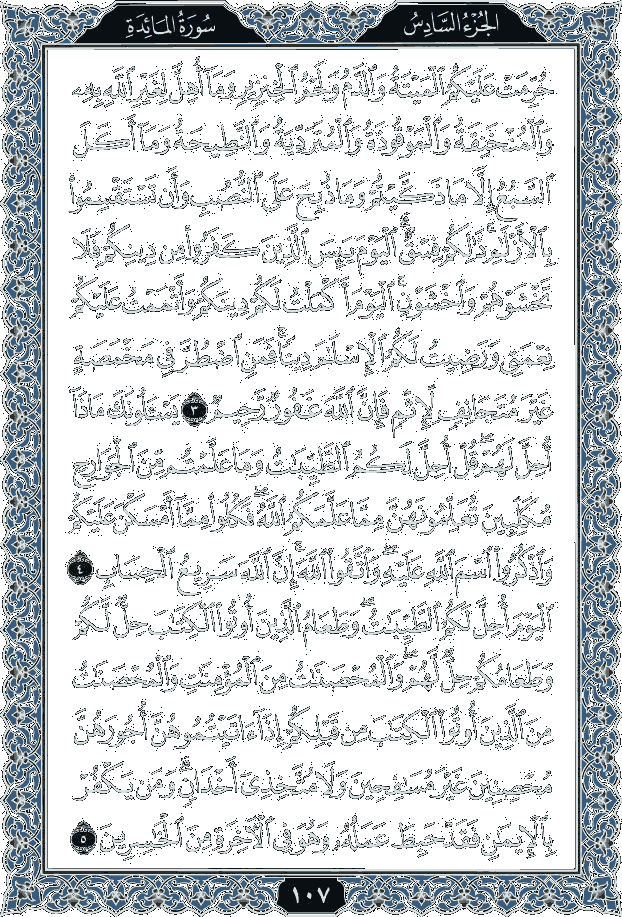 الجُزْءُ السَّادِسُ
سُورَةُ المَائِدَةِ
حُرِّمَتْ عَلَيْكُمُ ٱلْمَيْتَةُ وَٱلدَّمُ وَلَحْمُ ٱلْخِنزِيرِ وَمَآ أُهِلَّ لِغَيْرِ ٱللَّهِ بِهِۦ
وَٱلْمُنْخَنِقَةُ وَٱلْمَوْقُوذَةُ وَٱلْمُتَرَدِّيَةُ وَٱلنَّطِيحَةُ وَمَآ أَكَلَ
ٱلسَّبُعُ إِلَّا مَا ذَكَّيْتُمْ وَمَا ذُبِحَ عَلَى ٱلنُّصُبِ وَأَن تَسْتَقْسِمُوا۟
بِٱلْأَزْلَٰمِ ۚ ذَٰلِكُمْ فِسْقٌ ۗ ٱلْيَوْمَ يَئِسَ ٱلَّذِينَ كَفَرُوا۟ مِن دِينِكُمْ فَلَا
تَخْشَوْهُمْ وَٱخْشَوْنِ ۚ ٱلْيَوْمَ أَكْمَلْتُ لَكُمْ دِينَكُمْ وَأَتْمَمْتُ عَلَيْكُمْ
نِعْمَتِى وَرَضِيتُ لَكُمُ ٱلْإِسْلَٰمَ دِينًا ۚ فَمَنِ ٱضْطُرَّ فِى مَخْمَصَةٍ
غَيْرَ مُتَجَانِفٍ لِّإِثْمٍ ۙ فَإِنَّ ٱللَّهَ غَفُورٌ رَّحِيمٌ ٣ يَسْـَٔلُونَكَ مَاذَآ
أُحِلَّ لَهُمْ ۖ قُلْ أُحِلَّ لَكُمُ ٱلطَّيِّبَٰتُ ۙ وَمَا عَلَّمْتُم مِّنَ ٱلْجَوَارِحِ
مُكَلِّبِينَ تُعَلِّمُونَهُنَّ مِمَّا عَلَّمَكُمُ ٱللَّهُ ۖ فَكُلُوا۟ مِمَّآ أَمْسَكْنَ عَلَيْكُمْ
وَٱذْكُرُوا۟ ٱسْمَ ٱللَّهِ عَلَيْهِ ۖ وَٱتَّقُوا۟ ٱللَّهَ ۚ إِنَّ ٱللَّهَ سَرِيعُ ٱلْحِسَابِ ٤
ٱلْيَوْمَ أُحِلَّ لَكُمُ ٱلطَّيِّبَٰتُ ۖ وَطَعَامُ ٱلَّذِينَ أُوتُوا۟ ٱلْكِتَٰبَ حِلٌّ لَّكُمْ
وَطَعَامُكُمْ حِلٌّ لَّهُمْ ۖ وَٱلْمُحْصَنَٰتُ مِنَ ٱلْمُؤْمِنَٰتِ وَٱلْمُحْصَنَٰتُ
مِنَ ٱلَّذِينَ أُوتُوا۟ ٱلْكِتَٰبَ مِن قَبْلِكُمْ إِذَآ ءَاتَيْتُمُوهُنَّ أُجُورَهُنَّ
مُحْصِنِينَ غَيْرَ مُسَٰفِحِينَ وَلَا مُتَّخِذِىٓ أَخْدَانٍ ۗ وَمَن يَكْفُرْ
بِٱلْإِيمَٰنِ فَقَدْ حَبِطَ عَمَلُهُۥ وَهُوَ فِى ٱلْءَاخِرَةِ مِنَ ٱلْخَٰسِرِينَ ٥
١٠٧